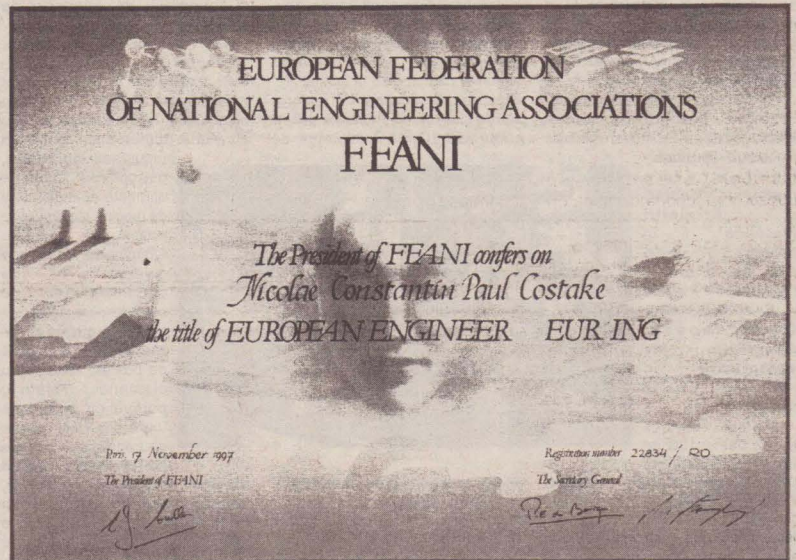 EUROPEAN FEDERATION
OF NATIONAL ENGINEERING ASSOCIATIONS
FEANI
The President of FEANI confers on
Nicolae Constantin Paul Costake
the title of EUROPEAN ENGINEER EUR ING
Paris, 17 November 1997
Registration number 22834 / RO
The President of FEANI
The Secretary General